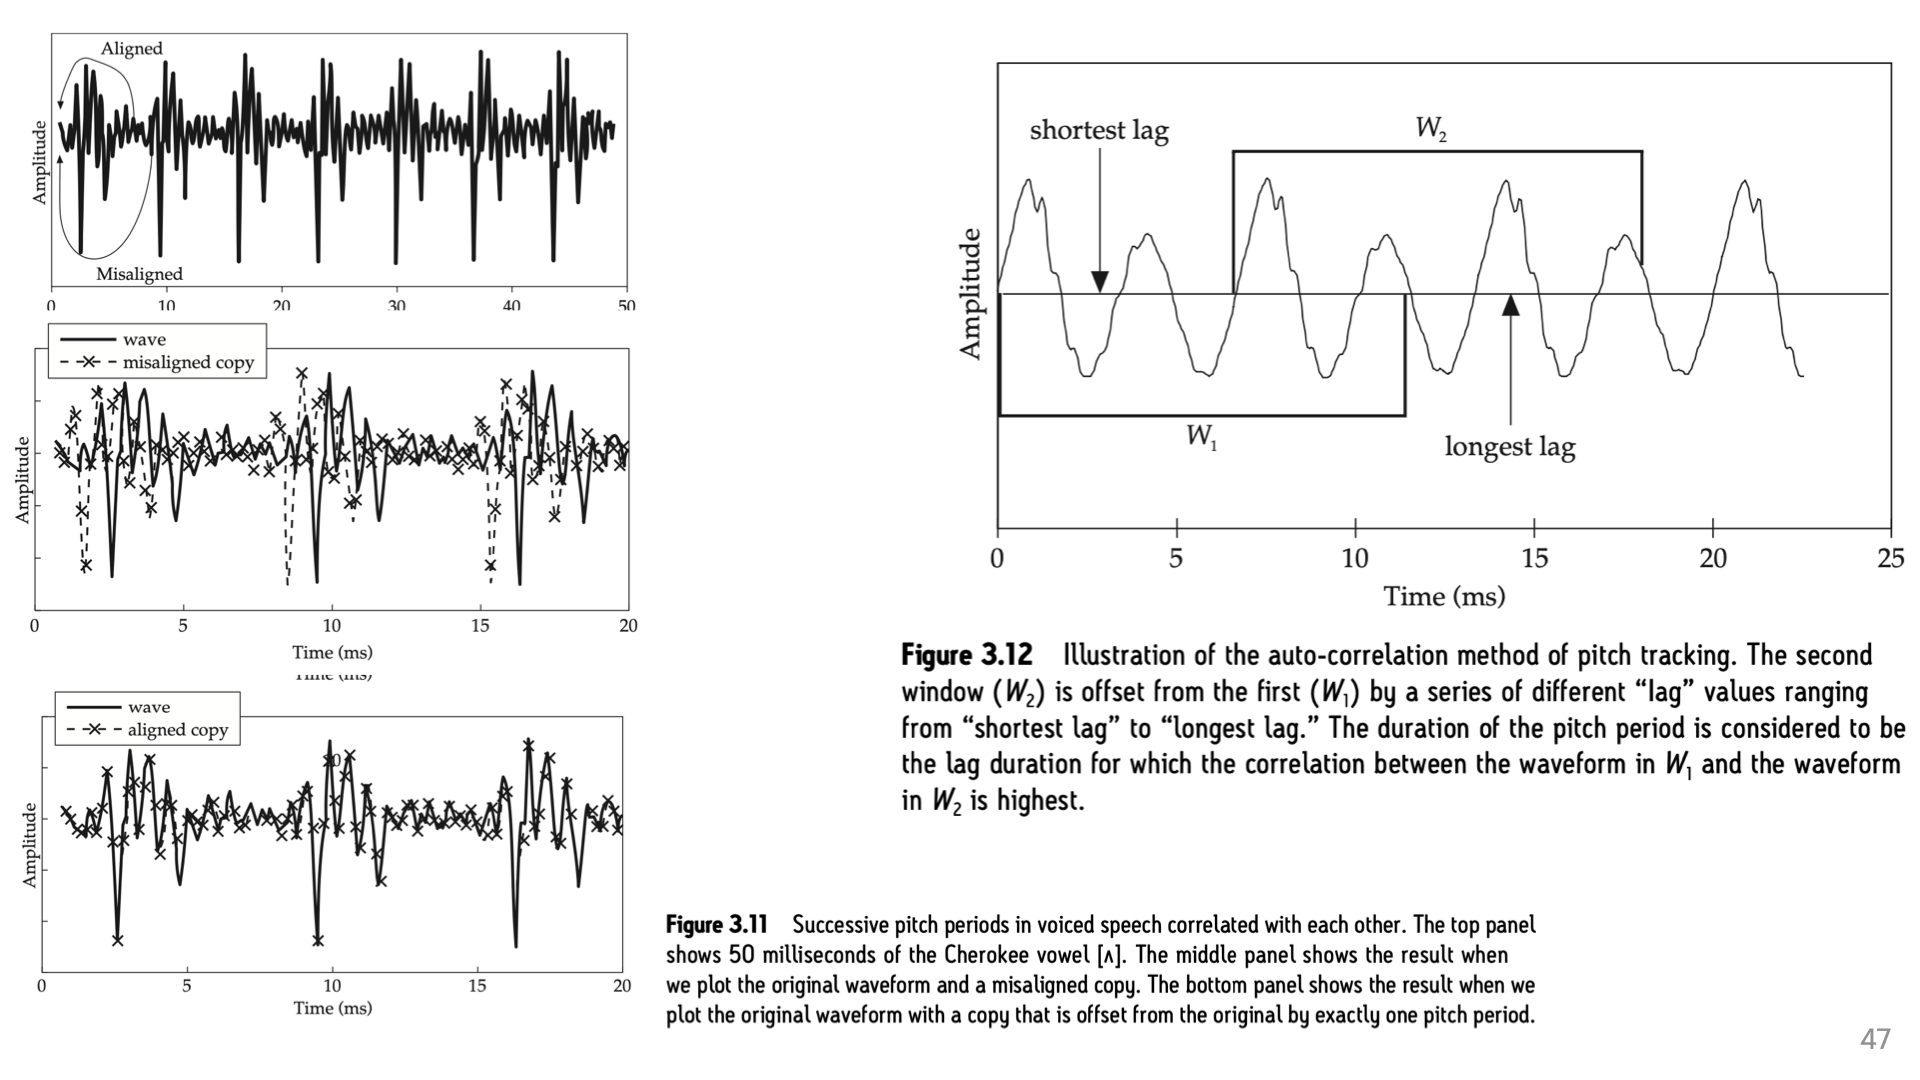 Aligned
Amplitude
Misaligned
0 10 20 30 40 50
wave
misaligned copy
Amplitude
0 5 10 15 20
Time (ms)
Time (ms)
wave
aligned copy
Amplitude
0 5 10 15 20
Time (ms)
shortest lag
W2
Amplitude
W1
longest lag
0 5 10 15 20 25
Time (ms)
Figure 3.12 Illustration of the auto-correlation method of pitch tracking. The second
window (W2) is offset from the first (W1) by a series of different “lag” values ranging
from “shortest lag” to “longest lag.” The duration of the pitch period is considered to be
the lag duration for which the correlation between the waveform in W1 and the waveform
in W2 is highest.
Figure 3.11 Successive pitch periods in voiced speech correlated with each other. The top panel
shows 50 milliseconds of the Cherokee vowel [ʌ]. The middle panel shows the result when
we plot the original waveform and a misaligned copy. The bottom panel shows the result when we
plot the original waveform with a copy that is offset from the original by exactly one pitch period.
47